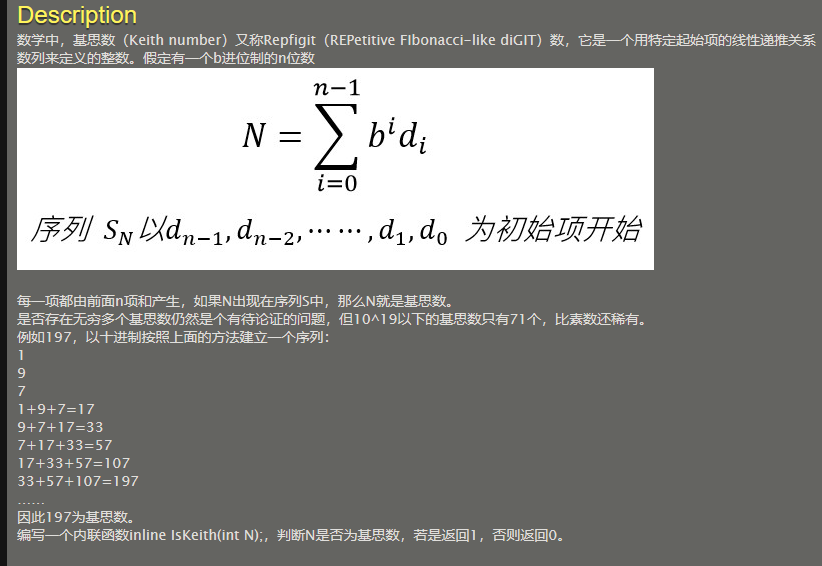 Description
数学中，基思数（Keith number）又称Repfigit（REPetitive FIbonacci-like diGIT）数，它是一个用特定起始项的线性递推关系
数列来定义的整数。假定有一个b进位制的n位数
n−1
N = ∑ b^i d_i
i=0
序列 S_N 以d_{n−1}, d_{n−2}, ⋯⋯, d_1, d_0 为初始项开始
每一项都由前面n项和产生，如果N出现在序列S中，那么N就是基思数。
是否存在无穷多个基思数仍然是个有待论证的问题，但10^19以下的基思数只有71个，比素数还稀有。
例如197，以十进制按照上面的方法建立一个序列：
1
9
7
1+9+7=17
9+7+17=33
7+17+33=57
17+33+57=107
33+57+107=197
......
因此197为基思数。
编写一个内联函数inline IsKeith(int N);，判断N是否为基思数，若是返回1，否则返回0。